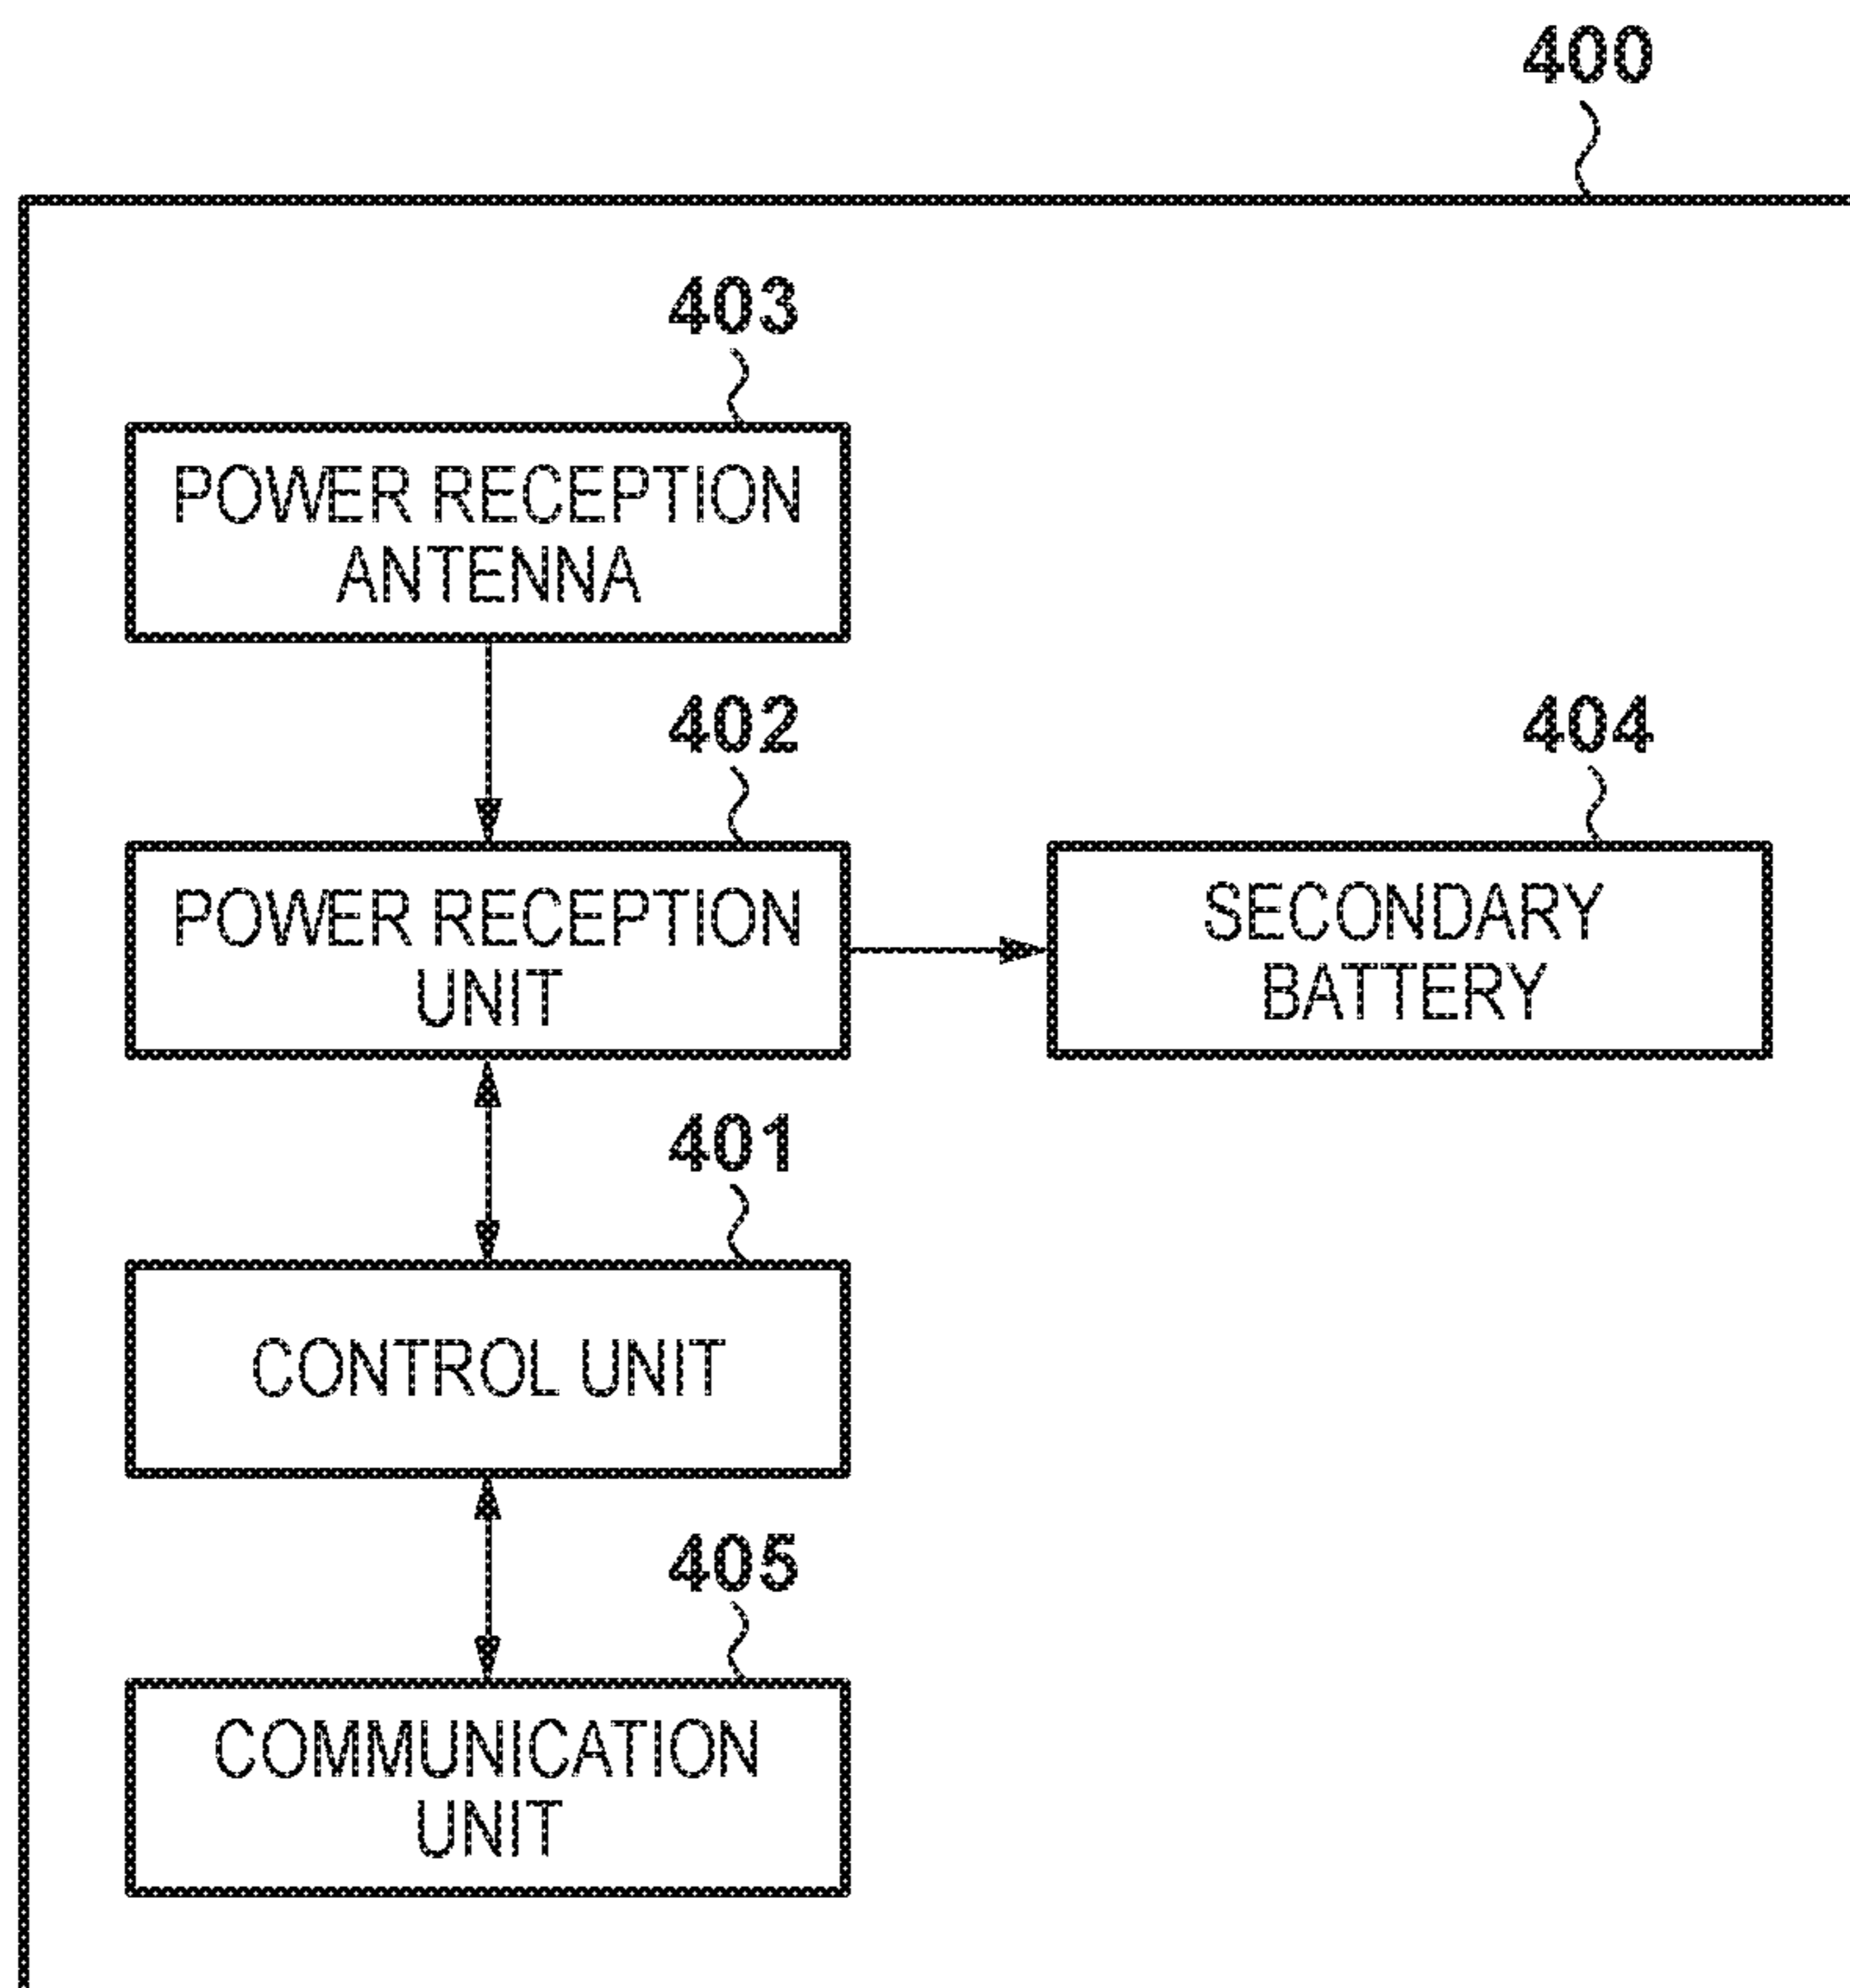 400
403
POWER RECEPTION
ANTENNA
402
POWER RECEPTION
UNIT
404
SECONDARY
BATTERY
401
CONTROL UNIT
405
COMMUNICATION
UNIT